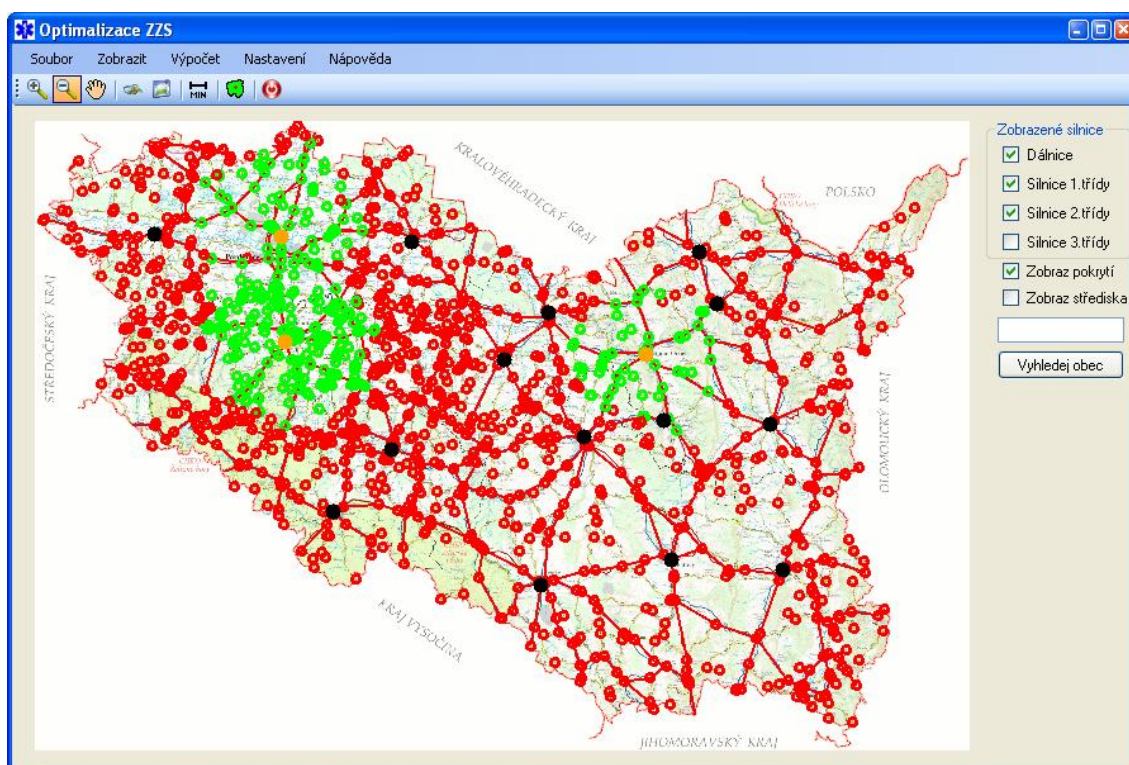 Optimalizace ZZS
Soubor Zobrazit Výpočet Nastavení Nápověda
MIN
Zobrazené silnice
Dálnice
Silnice 1.třídy
Silnice 2.třídy
Silnice 3.třídy
Zobraz pokrytí
Zobraz střediska
Vyhledej obec
KRALOVÉHRADECKÝ KRAJ
POLSKO
STŘEDOČESKÝ KRAJ
OLOMOUCKÝ KRAJ
KRAJ VYSOČINA
JIHOMORAVSKÝ KRAJ